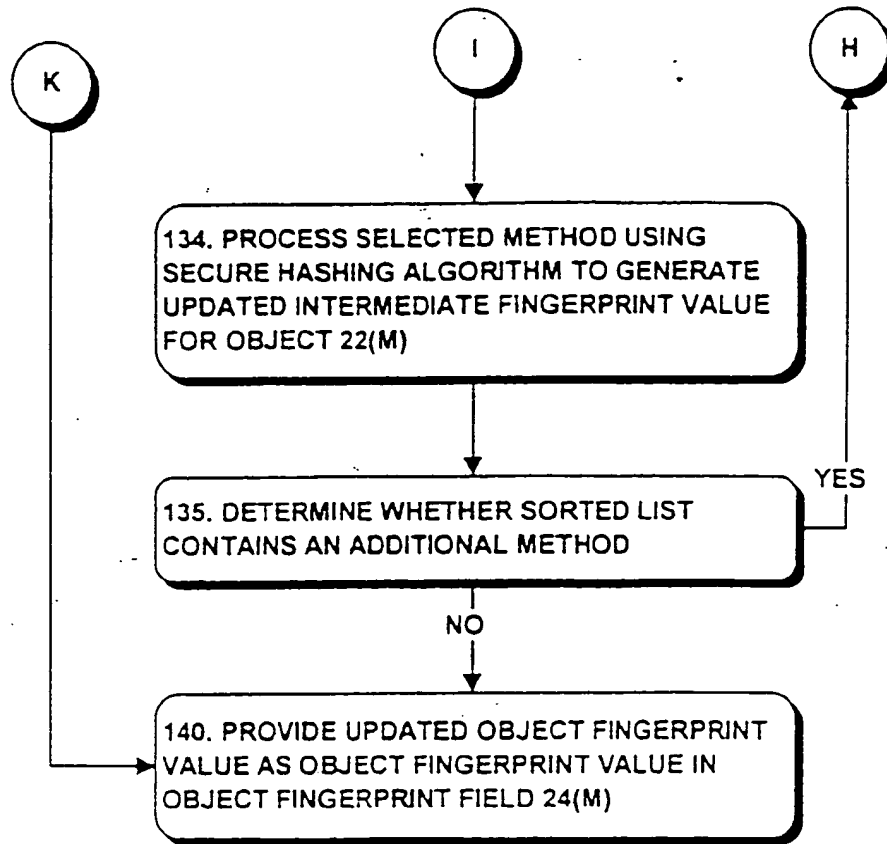 K
I
H
134. PROCESS SELECTED METHOD USING
SECURE HASHING ALGORITHM TO GENERATE
UPDATED INTERMEDIATE FINGERPRINT VALUE
FOR OBJECT 22(M)
YES
135. DETERMINE WHETHER SORTED LIST
CONTAINS AN ADDITIONAL METHOD
NO
140. PROVIDE UPDATED OBJECT FINGERPRINT
VALUE AS OBJECT FINGERPRINT VALUE IN
OBJECT FINGERPRINT FIELD 24(M)